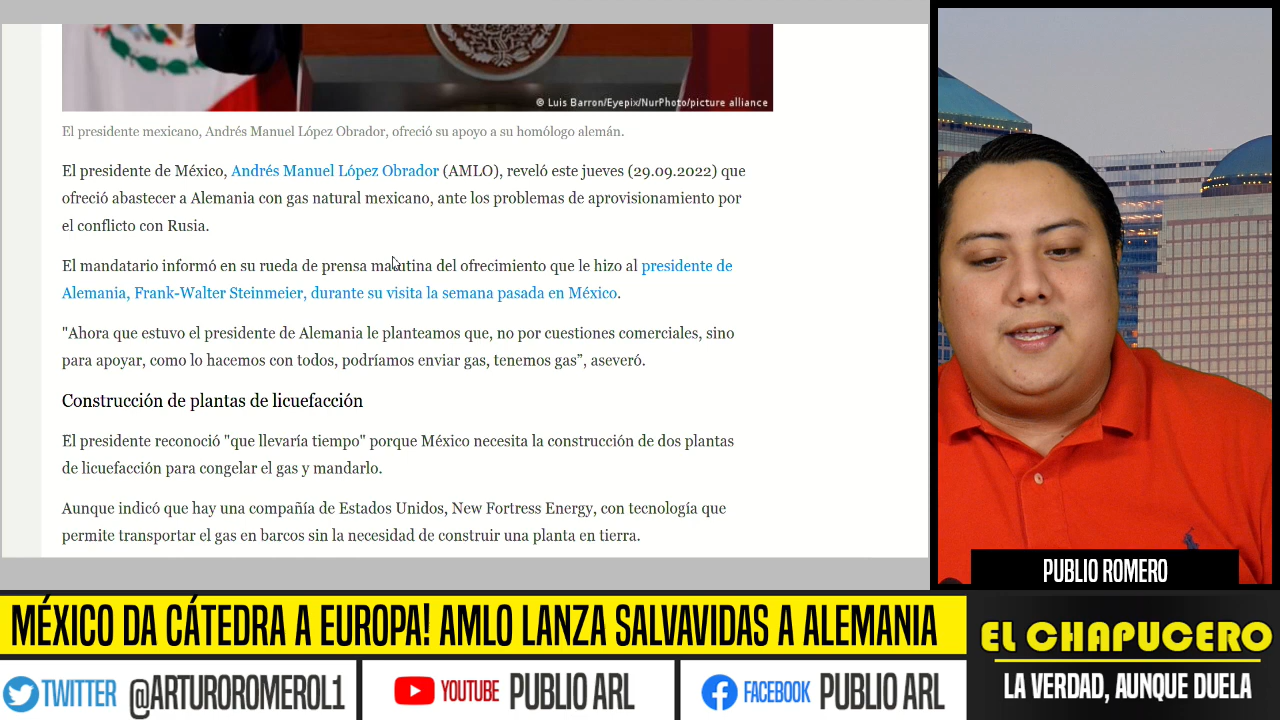 © Luis Barron/Eyepix/NurPhoto/picture alliance
El presidente mexicano, Andrés Manuel López Obrador, ofreció su apoyo a su homólogo alemán.
El presidente de México, Andrés Manuel López Obrador (AMLO), reveló este jueves (29.09.2022) que
ofreció abastecer a Alemania con gas natural mexicano, ante los problemas de aprovisionamiento por
el conflicto con Rusia.
El mandatario informó en su rueda de prensa matutina del ofrecimiento que le hizo al presidente de
Alemania, Frank-Walter Steinmeier, durante su visita la semana pasada en México.
"Ahora que estuvo el presidente de Alemania le planteamos que, no por cuestiones comerciales, sino
para apoyar, como lo hacemos con todos, podríamos enviar gas, tenemos gas”, aseveró.
Construcción de plantas de licuefacción
El presidente reconoció "que llevaría tiempo" porque México necesita la construcción de dos plantas
de licuefacción para congelar el gas y mandarlo.
Aunque indicó que hay una compañía de Estados Unidos, New Fortress Energy, con tecnología que
permite transportar el gas en barcos sin la necesidad de construir una planta en tierra.
PUBLIO ROMERO
MÉXICO DA CÁTEDRA A EUROPA! AMLO LANZA SALVAVIDAS A ALEMANIA
EL CHAPUCERO
LA VERDAD, AUNQUE DUELA
TWITTER @ARTUROROMEROL1
YOUTUBE PUBLIO ARL
FACEBOOK PUBLIO ARL